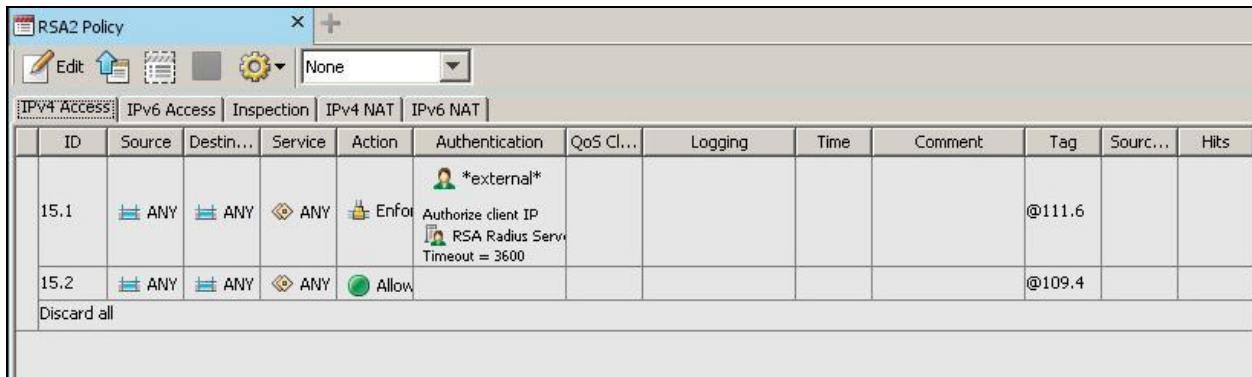 RSA2 Policy
Edit None
IPv4 Access IPv6 Access Inspection IPv4 NAT IPv6 NAT
ID Source Destin... Service Action Authentication QoS Cl... Logging Time Comment Tag Sourc... Hits
15.1 ANY ANY ANY Enfor
*external*
Authorize client IP
RSA Radius Serv
Timeout = 3600
@111.6
15.2 ANY ANY ANY Allow @109.4
Discard all